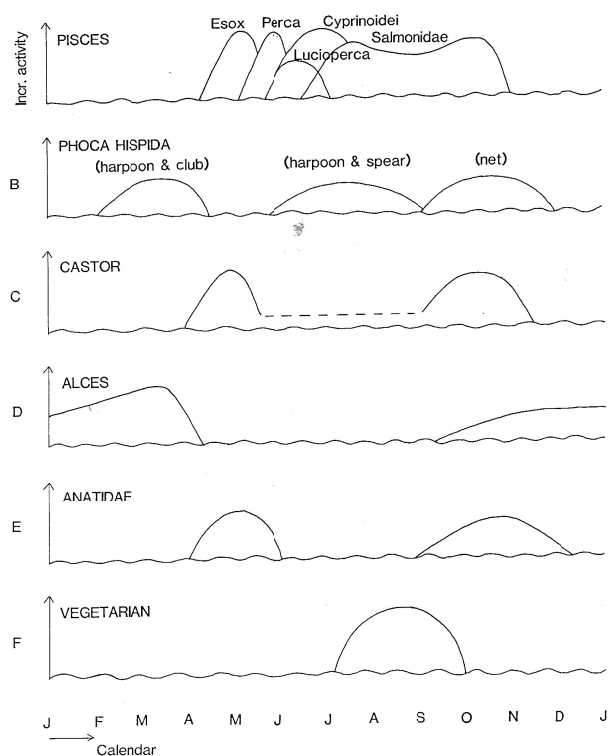 Esox Perca Cyprinoidei
PISCES Salmonidae
Lucioperca
Incr. activity
PHOCA HISPIDA
(harpoon & club) (harpoon & spear) (net)
B
CASTOR
C
ALCES
D
ANATIDAE
E
VEGETARIAN
F
J F M A M J J A S O N D J
Calendar